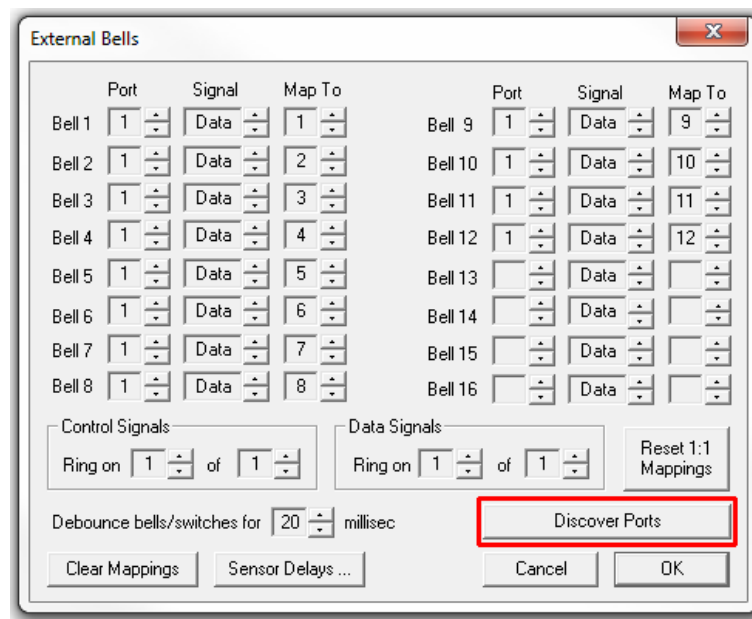 External Bells
Port Signal Map To Port Signal Map To
Bell 1 1 Data 1 Bell 9 1 Data 9
Bell 2 1 Data 2 Bell 10 1 Data 10
Bell 3 1 Data 3 Bell 11 1 Data 11
Bell 4 1 Data 4 Bell 12 1 Data 12
Bell 5 1 Data 5 Bell 13 Data
Bell 6 1 Data 6 Bell 14 Data
Bell 7 1 Data 7 Bell 15 Data
Bell 8 1 Data 8 Bell 16 Data
Control Signals Data Signals
Ring on 1 of 1 Ring on 1 of 1 Reset 1:1
Mappings
Debounce bells/switches for 20 millisec Discover Ports
Clear Mappings Sensor Delays ... Cancel OK